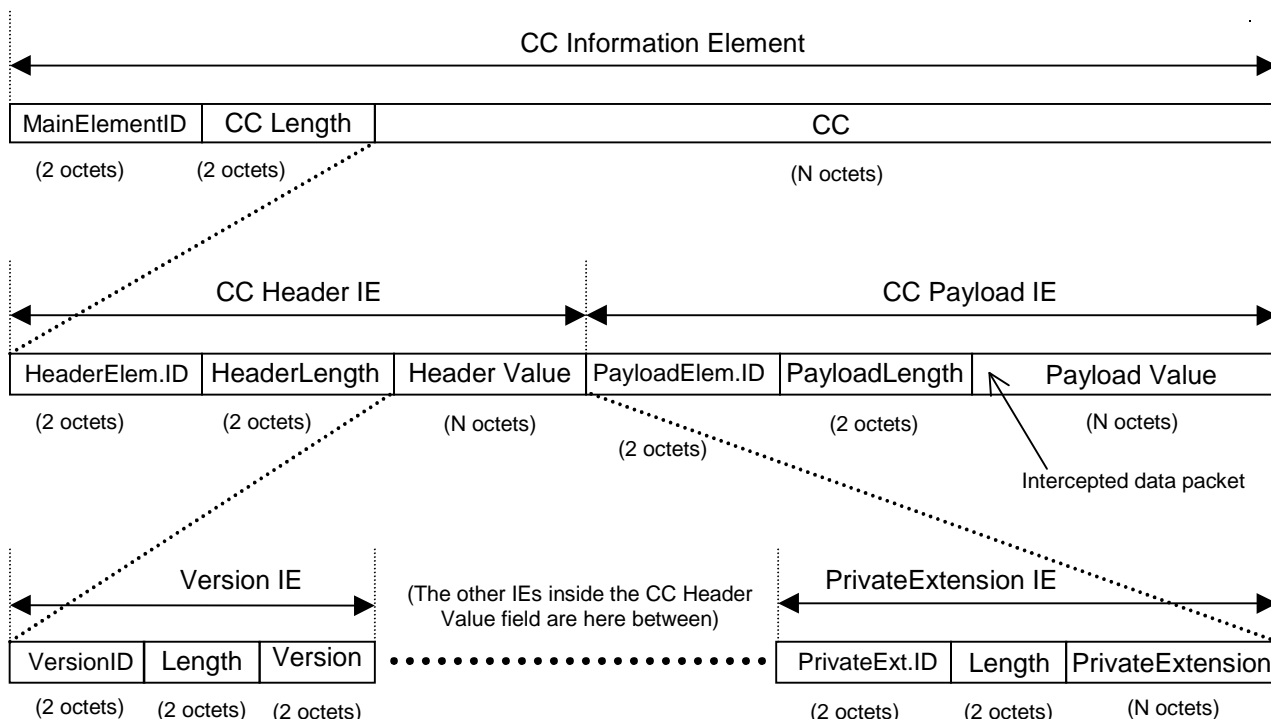 CC Information Element
MainElementID CC Length CC
(2 octets) (2 octets) (N octets)
CC Header IE CC Payload IE
HeaderElem.ID HeaderLength Header Value PayloadElem.ID PayloadLength Payload Value
(2 octets) (2 octets) (N octets) (2 octets) (2 octets) (N octets)
Intercepted data packet
Version IE (The other IEs inside the CC Header PrivateExtension IE
Value field are here between)
VersionID Length Version PrivateExt.ID Length PrivateExtension
(2 octets) (2 octets) (2 octets) (2 octets) (2 octets) (N octets)